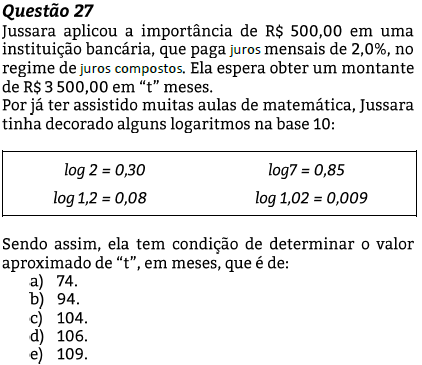 Questão 27
Jussara aplicou a importância de R$ 500,00 em uma
instituição bancária, que paga juros mensais de 2,0%, no
regime de juros compostos. Ela espera obter um montante
de R$ 3 500,00 em “t” meses.
Por já ter assistido muitas aulas de matemática, Jussara
tinha decorado alguns logaritmos na base 10:
log 2 = 0,30 log7 = 0,85
log 1,2 = 0,08 log 1,02 = 0,009
Sendo assim, ela tem condição de determinar o valor
aproximado de “t”, em meses, que é de:
a) 74.
b) 94.
c) 104.
d) 106.
e) 109.